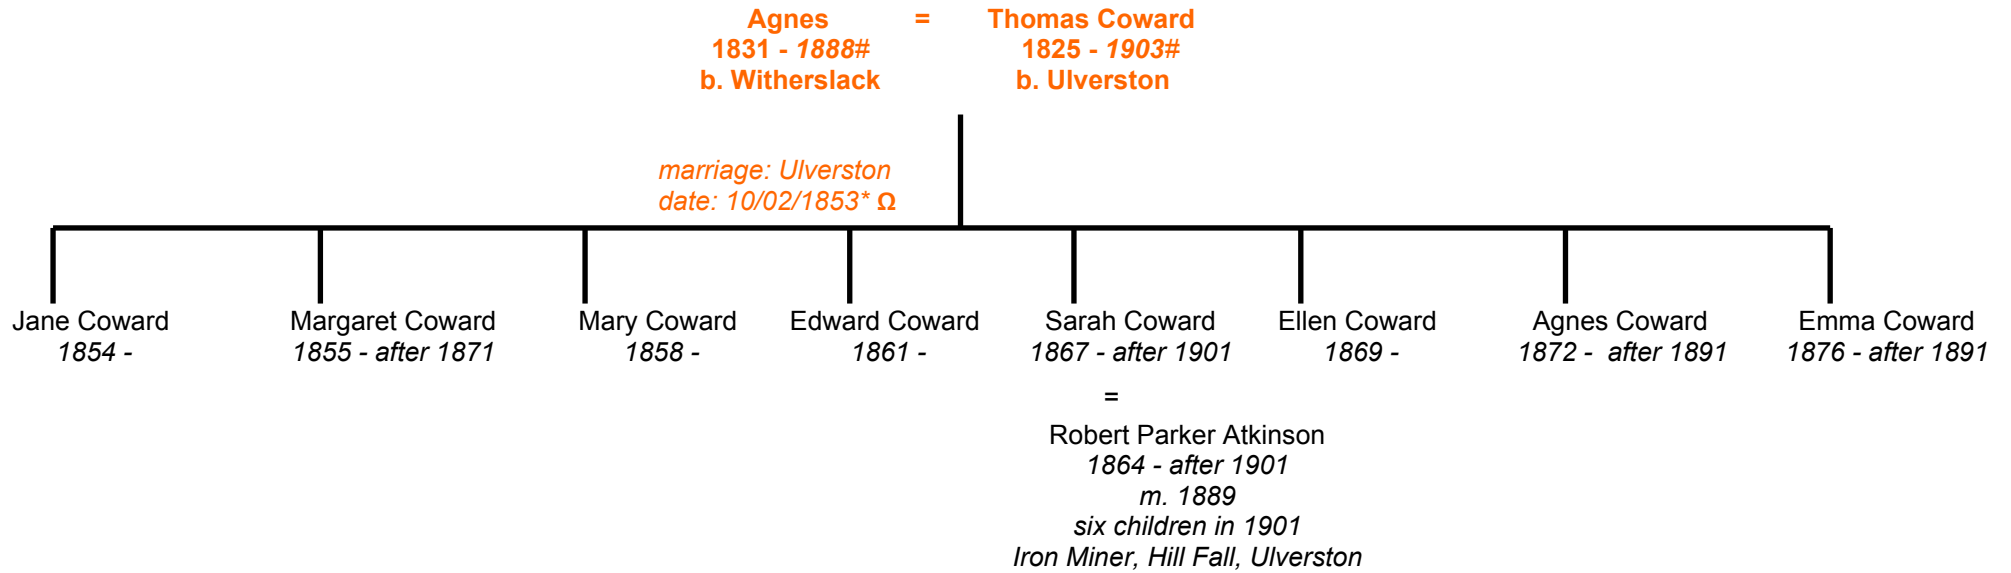 Agnes = Thomas Coward
1831 - 1888# 1825 - 1903#
b. Witherslack b. Ulverston
marriage: Ulverston
date: 10/02/1853* Ω
Jane Coward Margaret Coward Mary Coward Edward Coward Sarah Coward Ellen Coward Agnes Coward Emma Coward
1854 - 1855 - after 1871 1858 - 1861 - 1867 - after 1901 1869 - 1872 - after 1891 1876 - after 1891
=
Robert Parker Atkinson
1864 - after 1901
m. 1889
six children in 1901
Iron Miner, Hill Fall, Ulverston